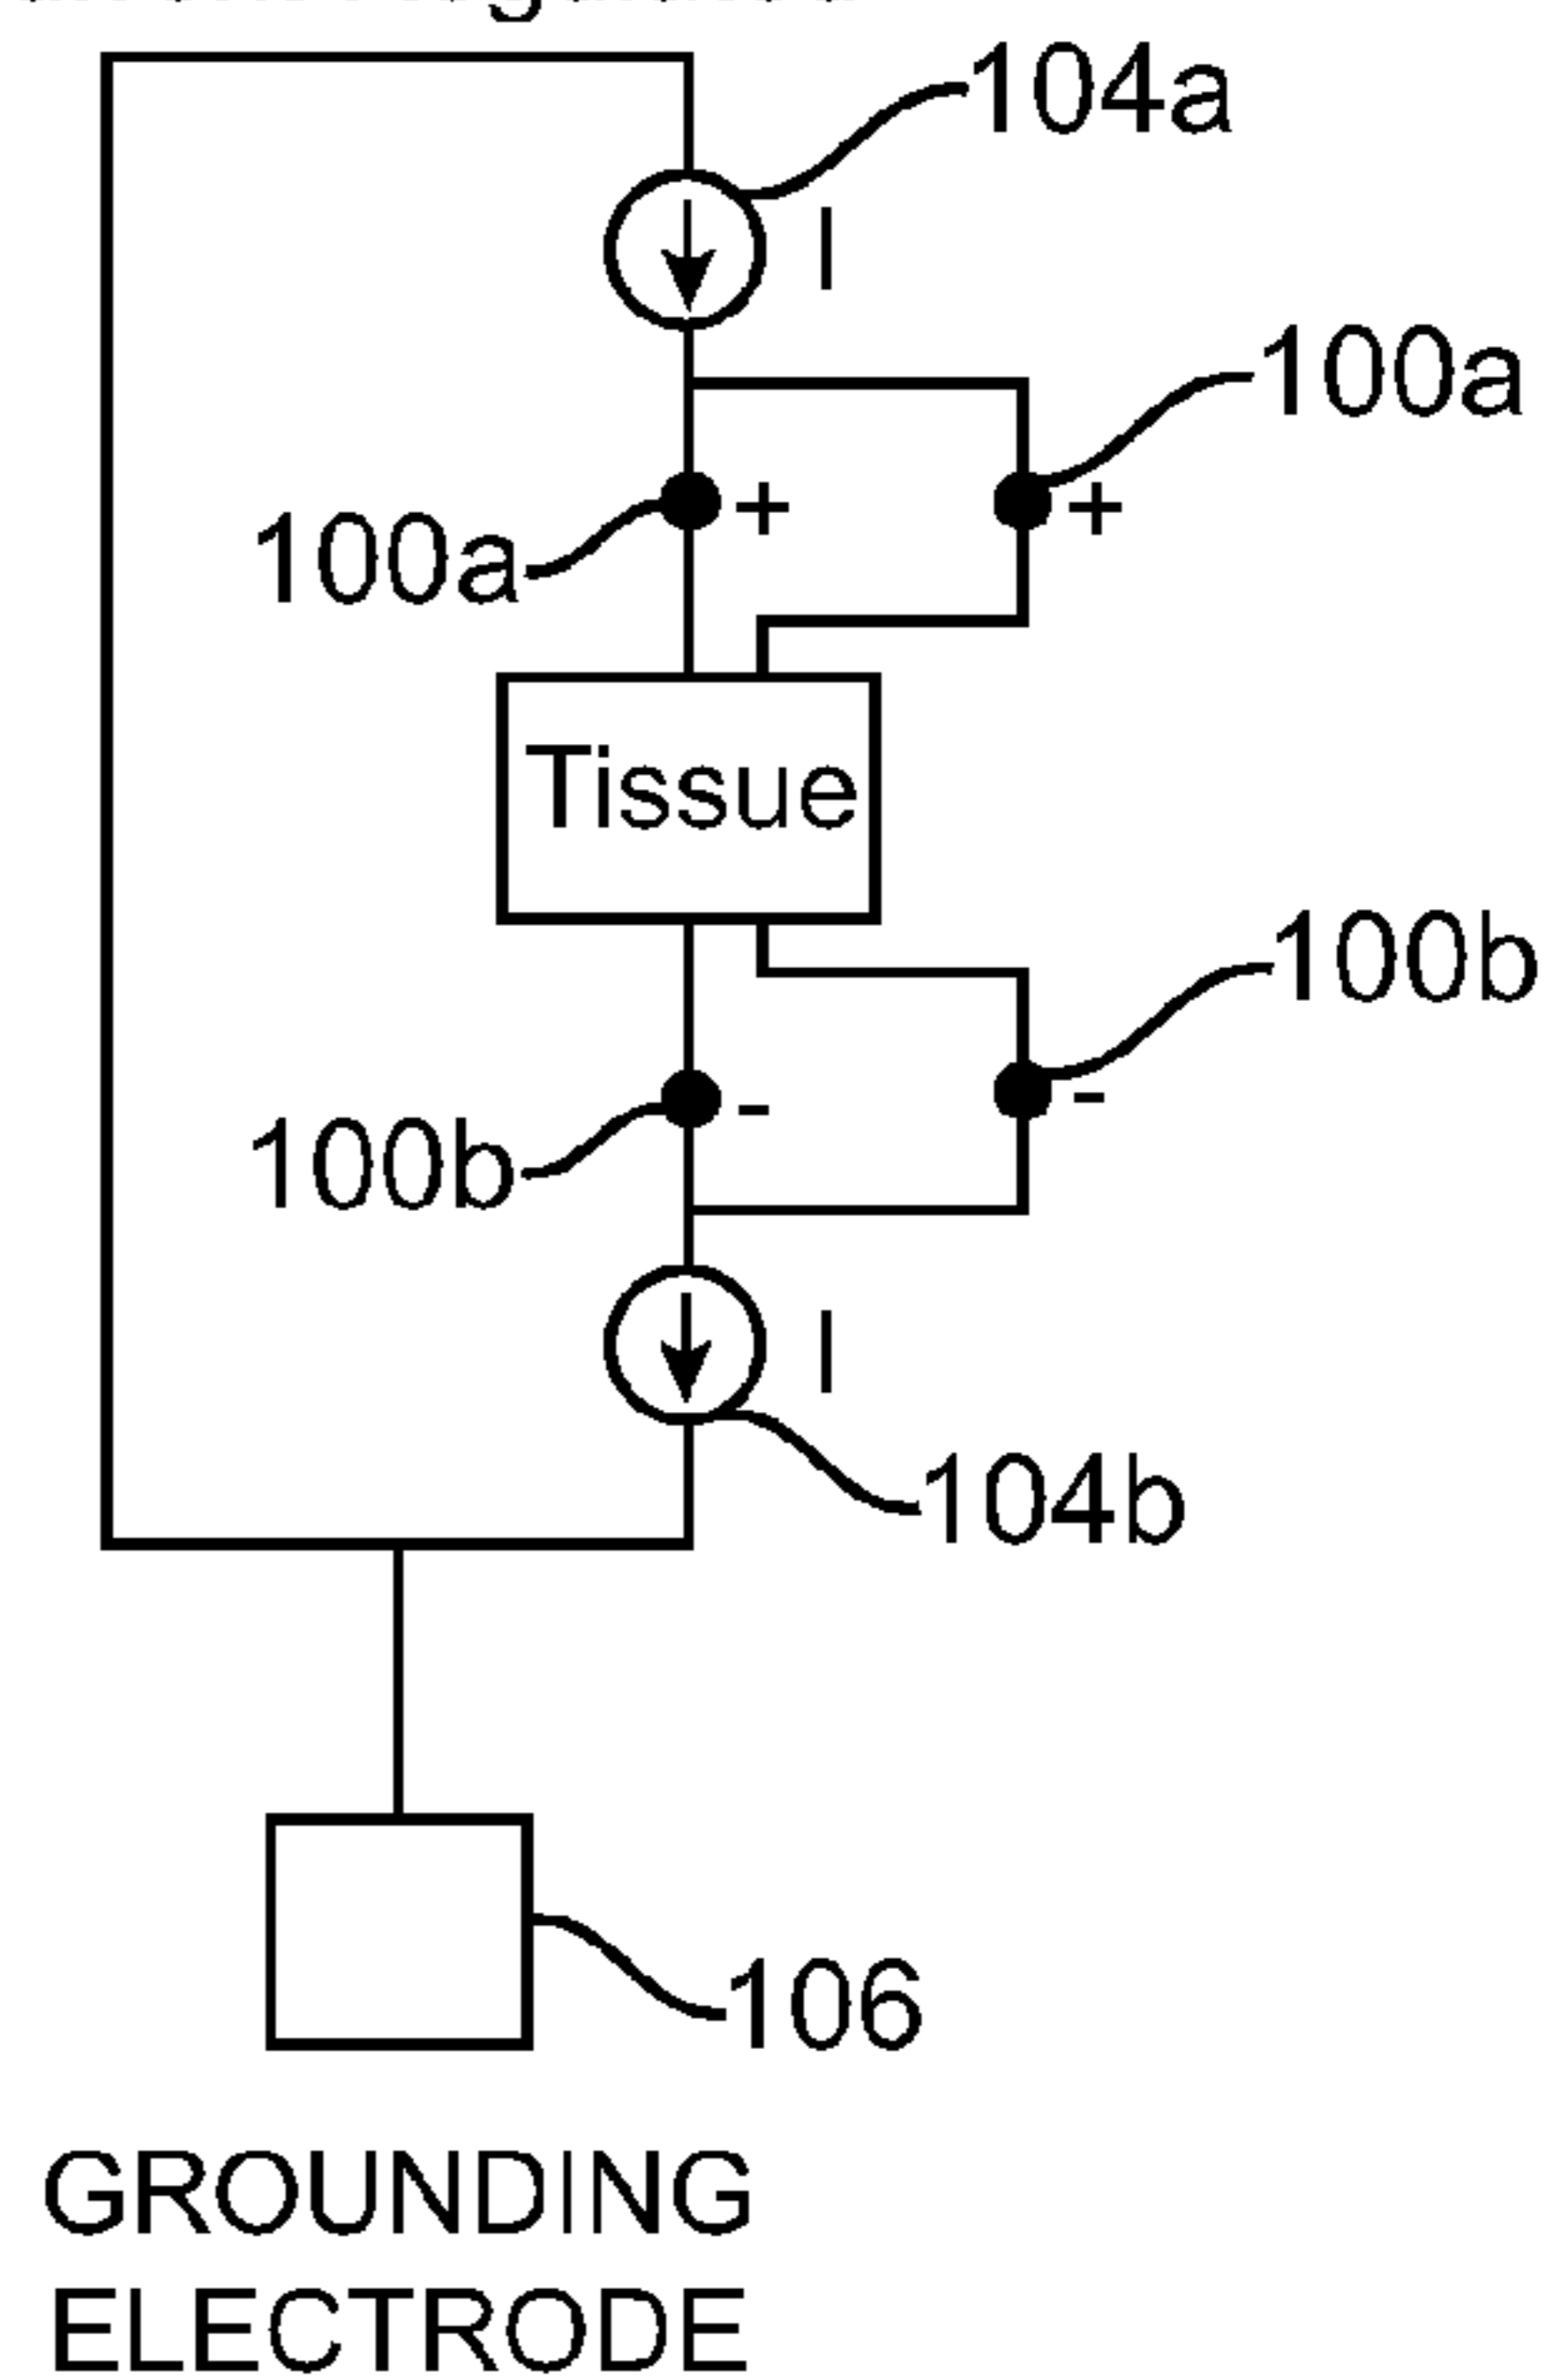 104a
I
100a
+
+
100a
Tissue
100b
-
-
100b
I
104b
106
GROUNDING
ELECTRODE